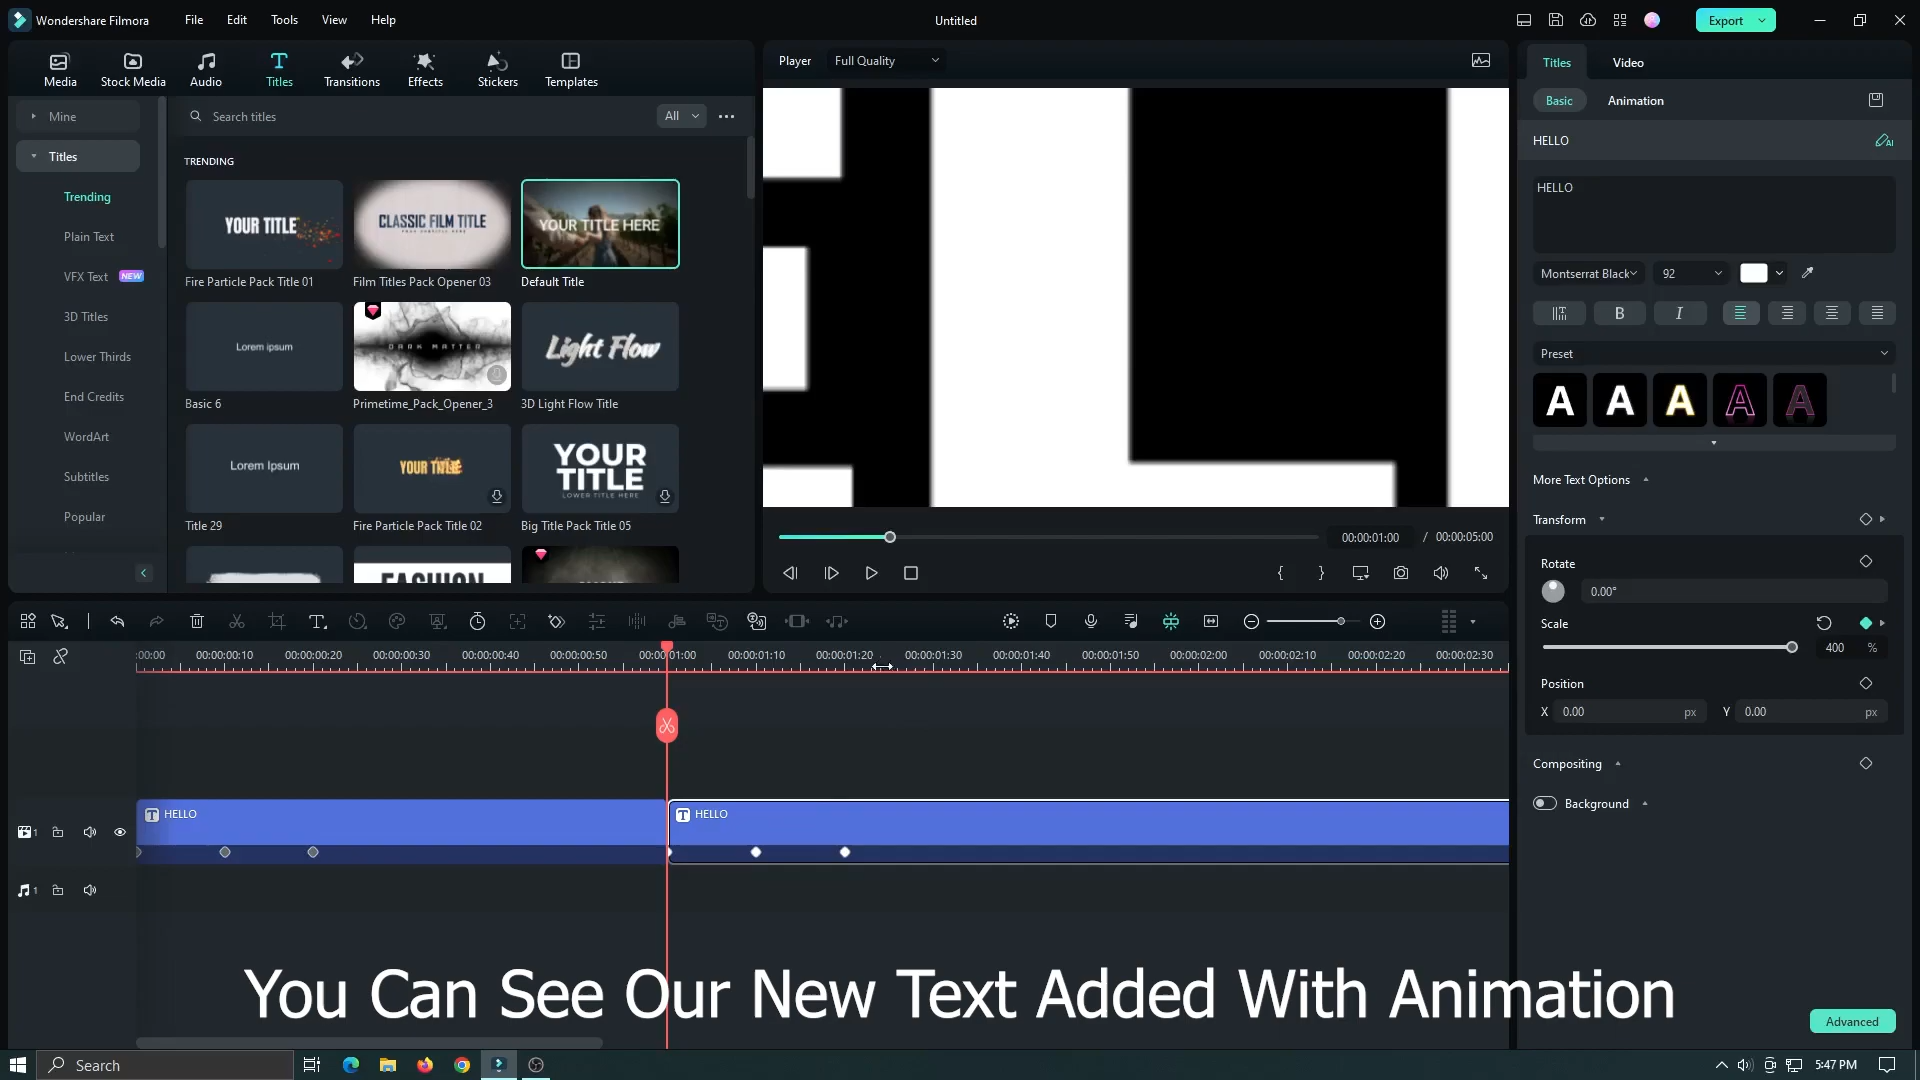 Wondershare Filmora
File
Edit
Tools
View
Help
Untitled
Export
Media
Stock Media
Audio
Titles
Transitions
Effects
Stickers
Templates
Player
Full Quality
Titles
Video
Mine
Search titles
All
Basic
Animation
Titles
TRENDING
HELLO
Trending
Plain Text
VFX Text
NEW
3D Titles
Lower Thirds
End Credits
WordArt
Subtitles
Popular
YOUR TITLE
Fire Particle Pack Title 01
CLASSIC FILM TITLE
Film Titles Pack Opener 03
YOUR TITLE HERE
Default Title
Lorem ipsum
Basic 6
DARK MATTER
Primetime_Pack_Opener_3
Light Flow
3D Light Flow Title
Lorem Ipsum
Title 29
YOUR TITLE
Fire Particle Pack Title 02
YOUR
TITLE
LOWER TITLE HERE
Big Title Pack Title 05
HELLO
Montserrat Black
92
B
I
Preset
A
A
A
A
A
More Text Options
Transform
Rotate
0.00°
Scale
400
%
Position
X
0.00
px
Y
0.00
px
Compositing
Background
Advanced
00:00:01:00 / 00:00:05:00
:00:00
00:00:00:10
00:00:00:20
00:00:00:30
00:00:00:40
00:00:00:50
00:00:01:00
00:00:01:10
00:00:01:20
00:00:01:30
00:00:01:40
00:00:01:50
00:00:02:00
00:00:02:10
00:00:02:20
00:00:02:30
HELLO
HELLO
1
1
You Can See Our New Text Added With Animation
Search
5:47 PM